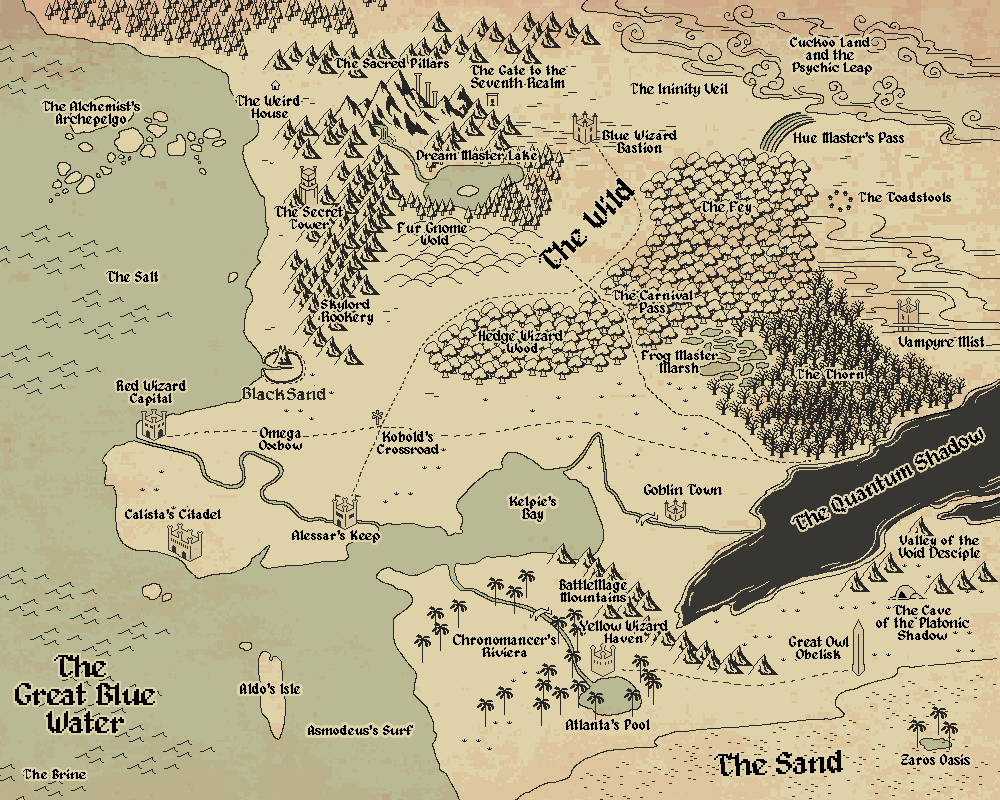 Cuckoo Land
and the
Psychic Leap
The Sacred Pillars
The Gate to the
Seventh Realm
The Ininity Veil
The Weird
House
The Alchemist's
Archepelgo
Blue Wizard
Bastion
Hue Master's Pass
Dream Master Lake
The Secret
Tower
Fur Gnome
Wold
The Wild
The Fey
The Toadstools
The Salt
Skylord
Rookery
The Carnival
Pass
Hedge Wizard
Wood
Frog Master
Marsh
Vampyre Mist
The Thorn
Black Sand
Red Wizard
Capital
Omega
Oxbow
Kobold's
Crossroad
The Quantum Shadow
Goblin Town
Kelpie's
Bay
Calista's Citadel
Alessar's Keep
Valley of the
Void Desciple
BattleMage
Mountains
The Cave
of the Platonic
Shadow
Yellow Wizard
Haven
Chronomancer's
Riviera
Great Owl
Obelisk
The
Great Blue
Water
Aldo's Isle
Asmodeus's Surf
Atlanta's Pool
The Sand
Zaros Oasis
The Brine